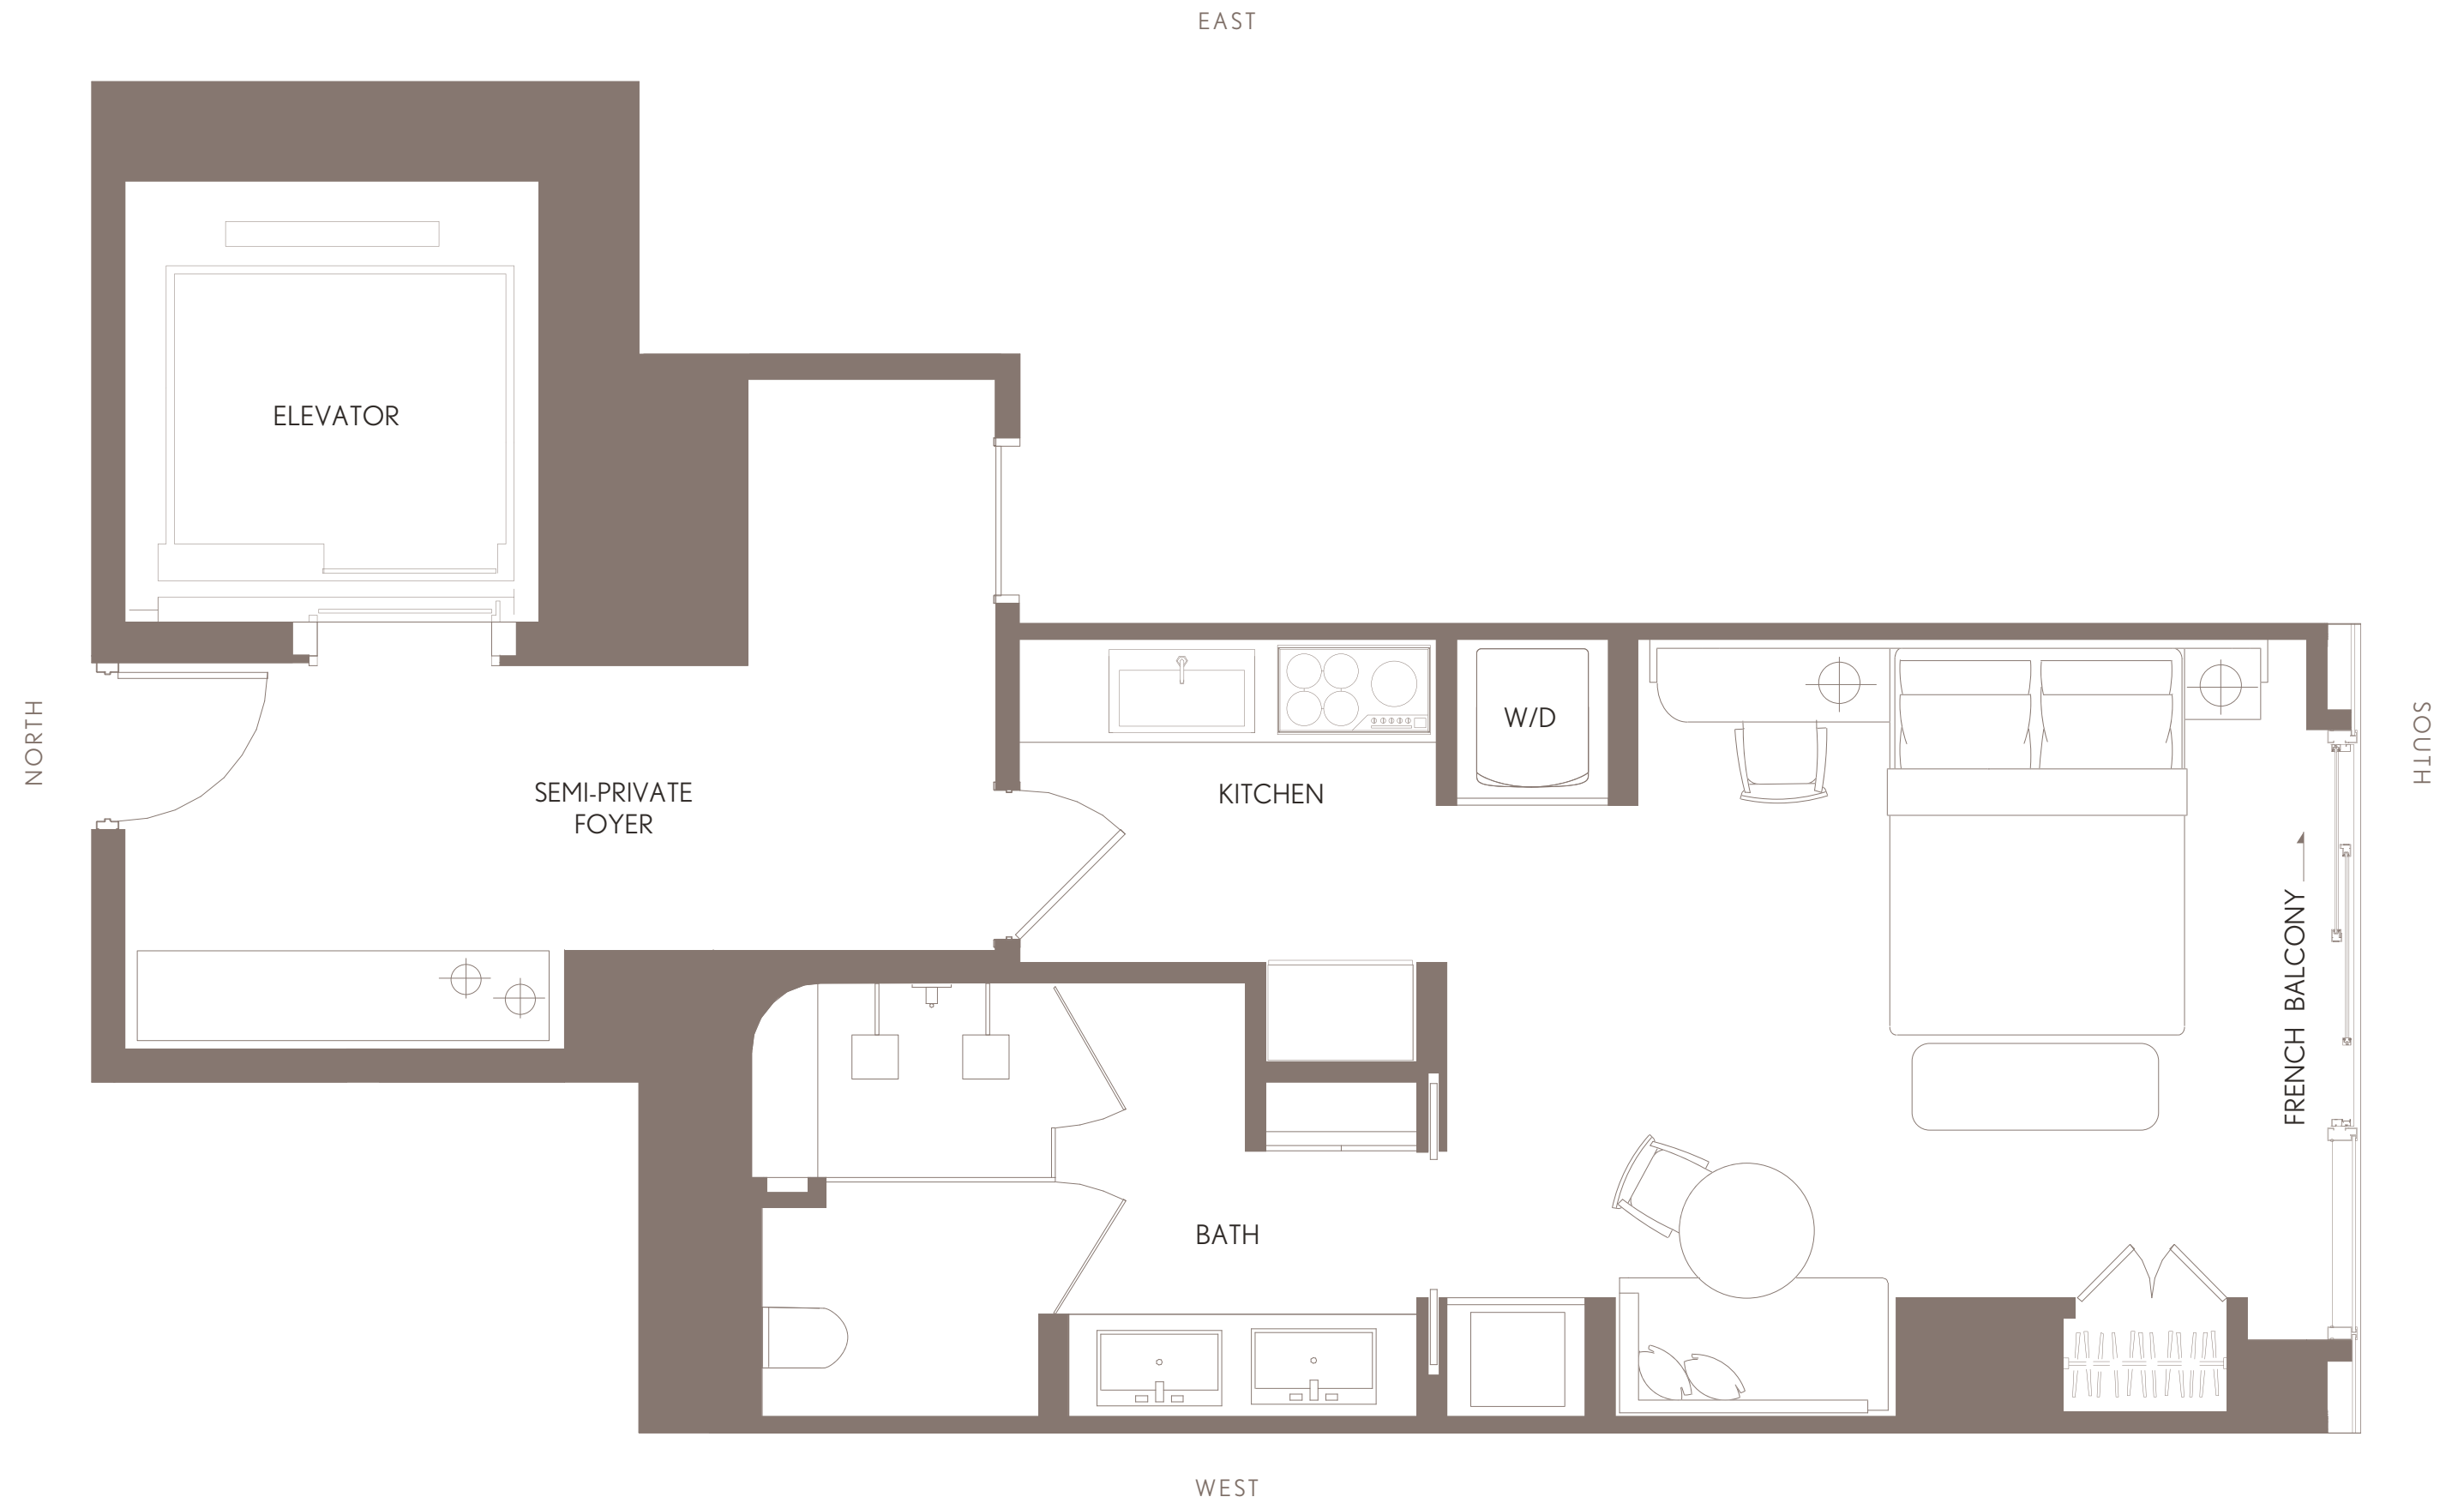 EAST
ELEVATOR
NORTH
SEMI-PRIVATE
FOYER
KITCHEN
W/D
SOUTH
FRENCH BALCONY
BATH
WEST